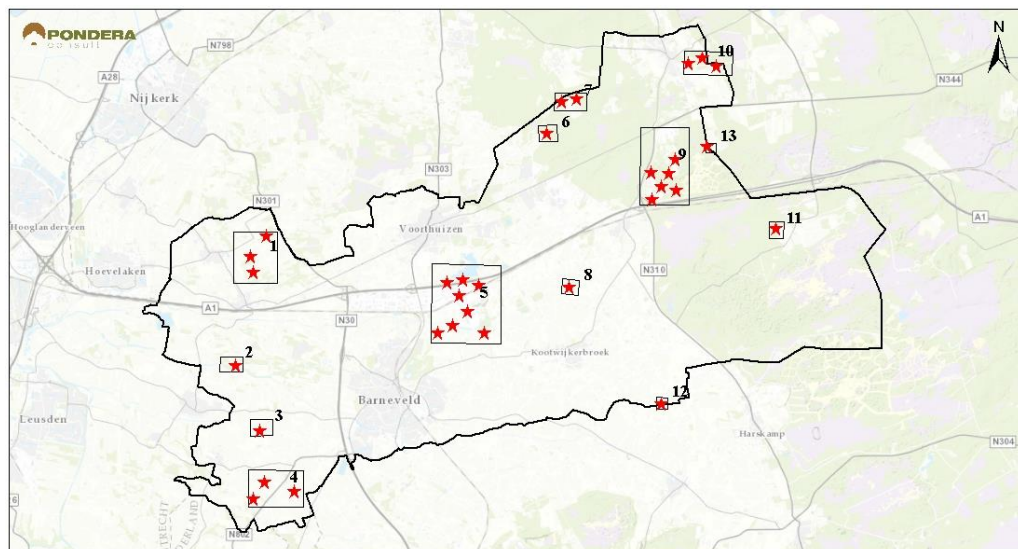 PONDERA
consult
N798
A28
Nijkerk
N
N344
10
7
6
13
9
N303
N301
Hooglanderveen
Voorthuizen
A1
11
1
Hoevelaken
N310
8
5
A1
N30
2
Kootwijkerbroek
Barneveld
12
3
Leusden
Harskamp
N304
4
N802